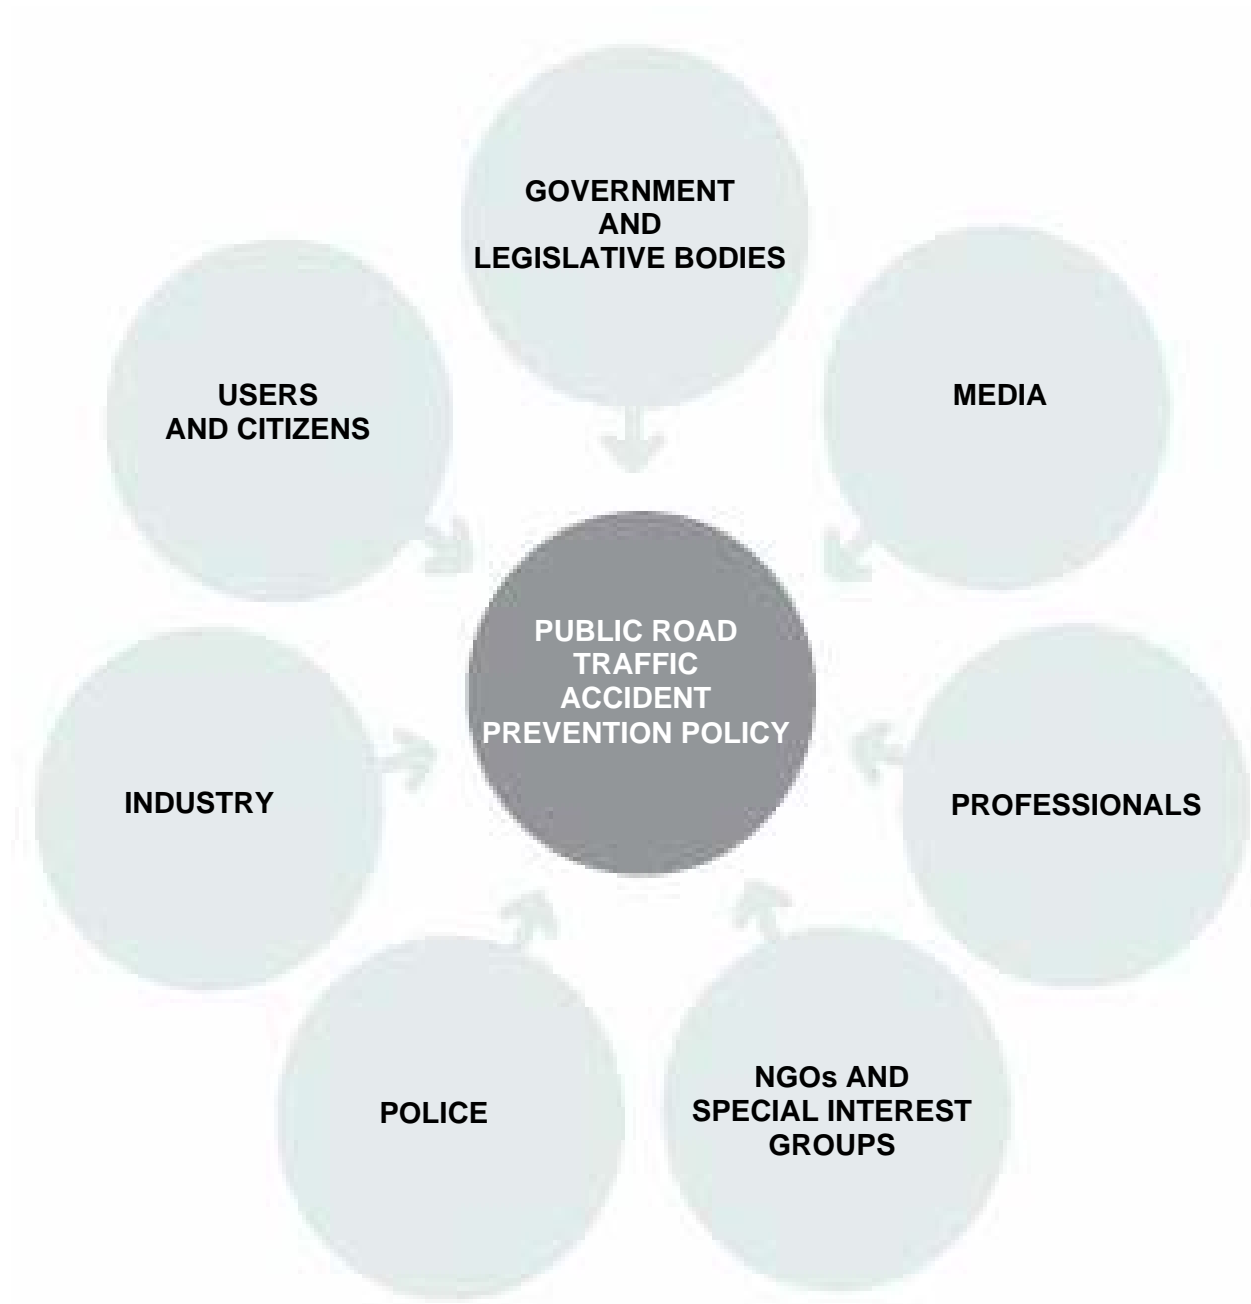 GOVERNMENT
AND
LEGISLATIVE BODIES
USERS
AND CITIZENS
MEDIA
PUBLIC ROAD
TRAFFIC
ACCIDENT
PREVENTION POLICY
INDUSTRY
PROFESSIONALS
POLICE
NGOs AND
SPECIAL INTEREST
GROUPS